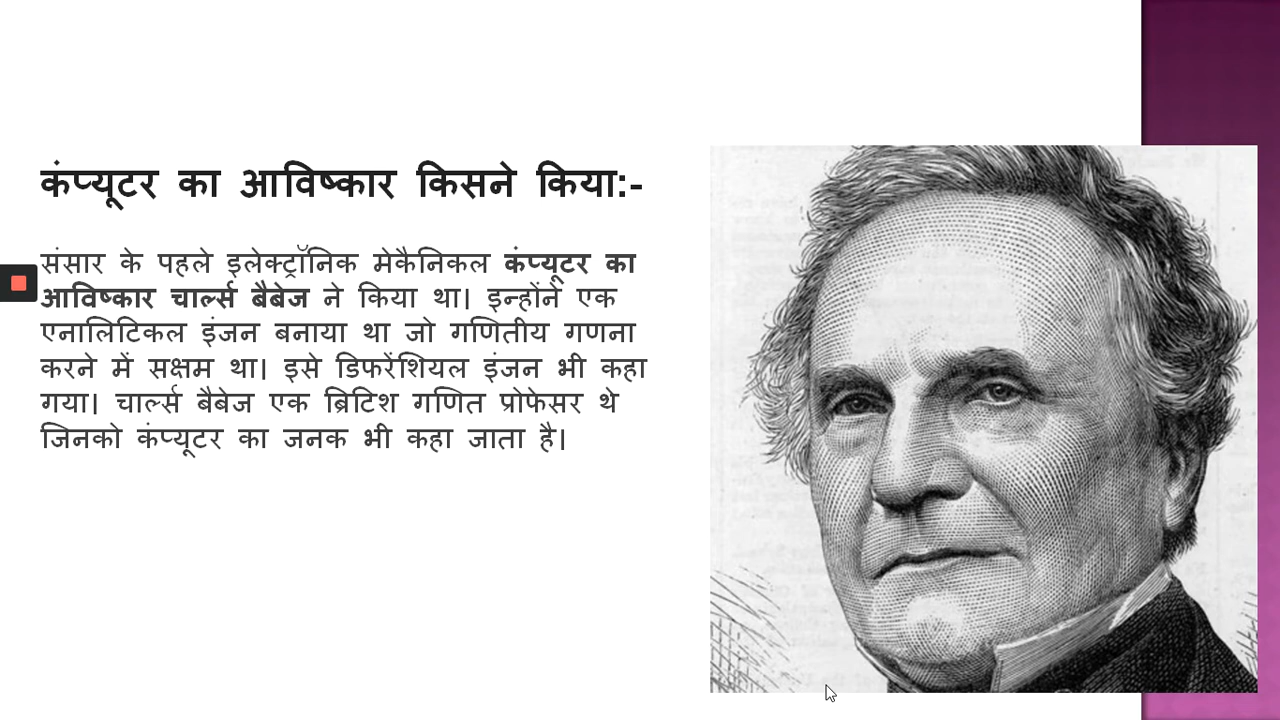 कंप्यूटर का आविष्कार किसने किया:-
संसार के पहले इलेक्ट्रॉनिक मेकैनिकल कंप्यूटर का
आविष्कार चार्ल्स बैबेज ने किया था। इन्होंने एक
एनालिटिकल इंजन बनाया था जो गणितीय गणना
करने में सक्षम था। इसे डिफरेंशियल इंजन भी कहा
गया। चार्ल्स बैबेज एक ब्रिटिश गणित प्रोफेसर थे
जिनको कंप्यूटर का जनक भी कहा जाता है।